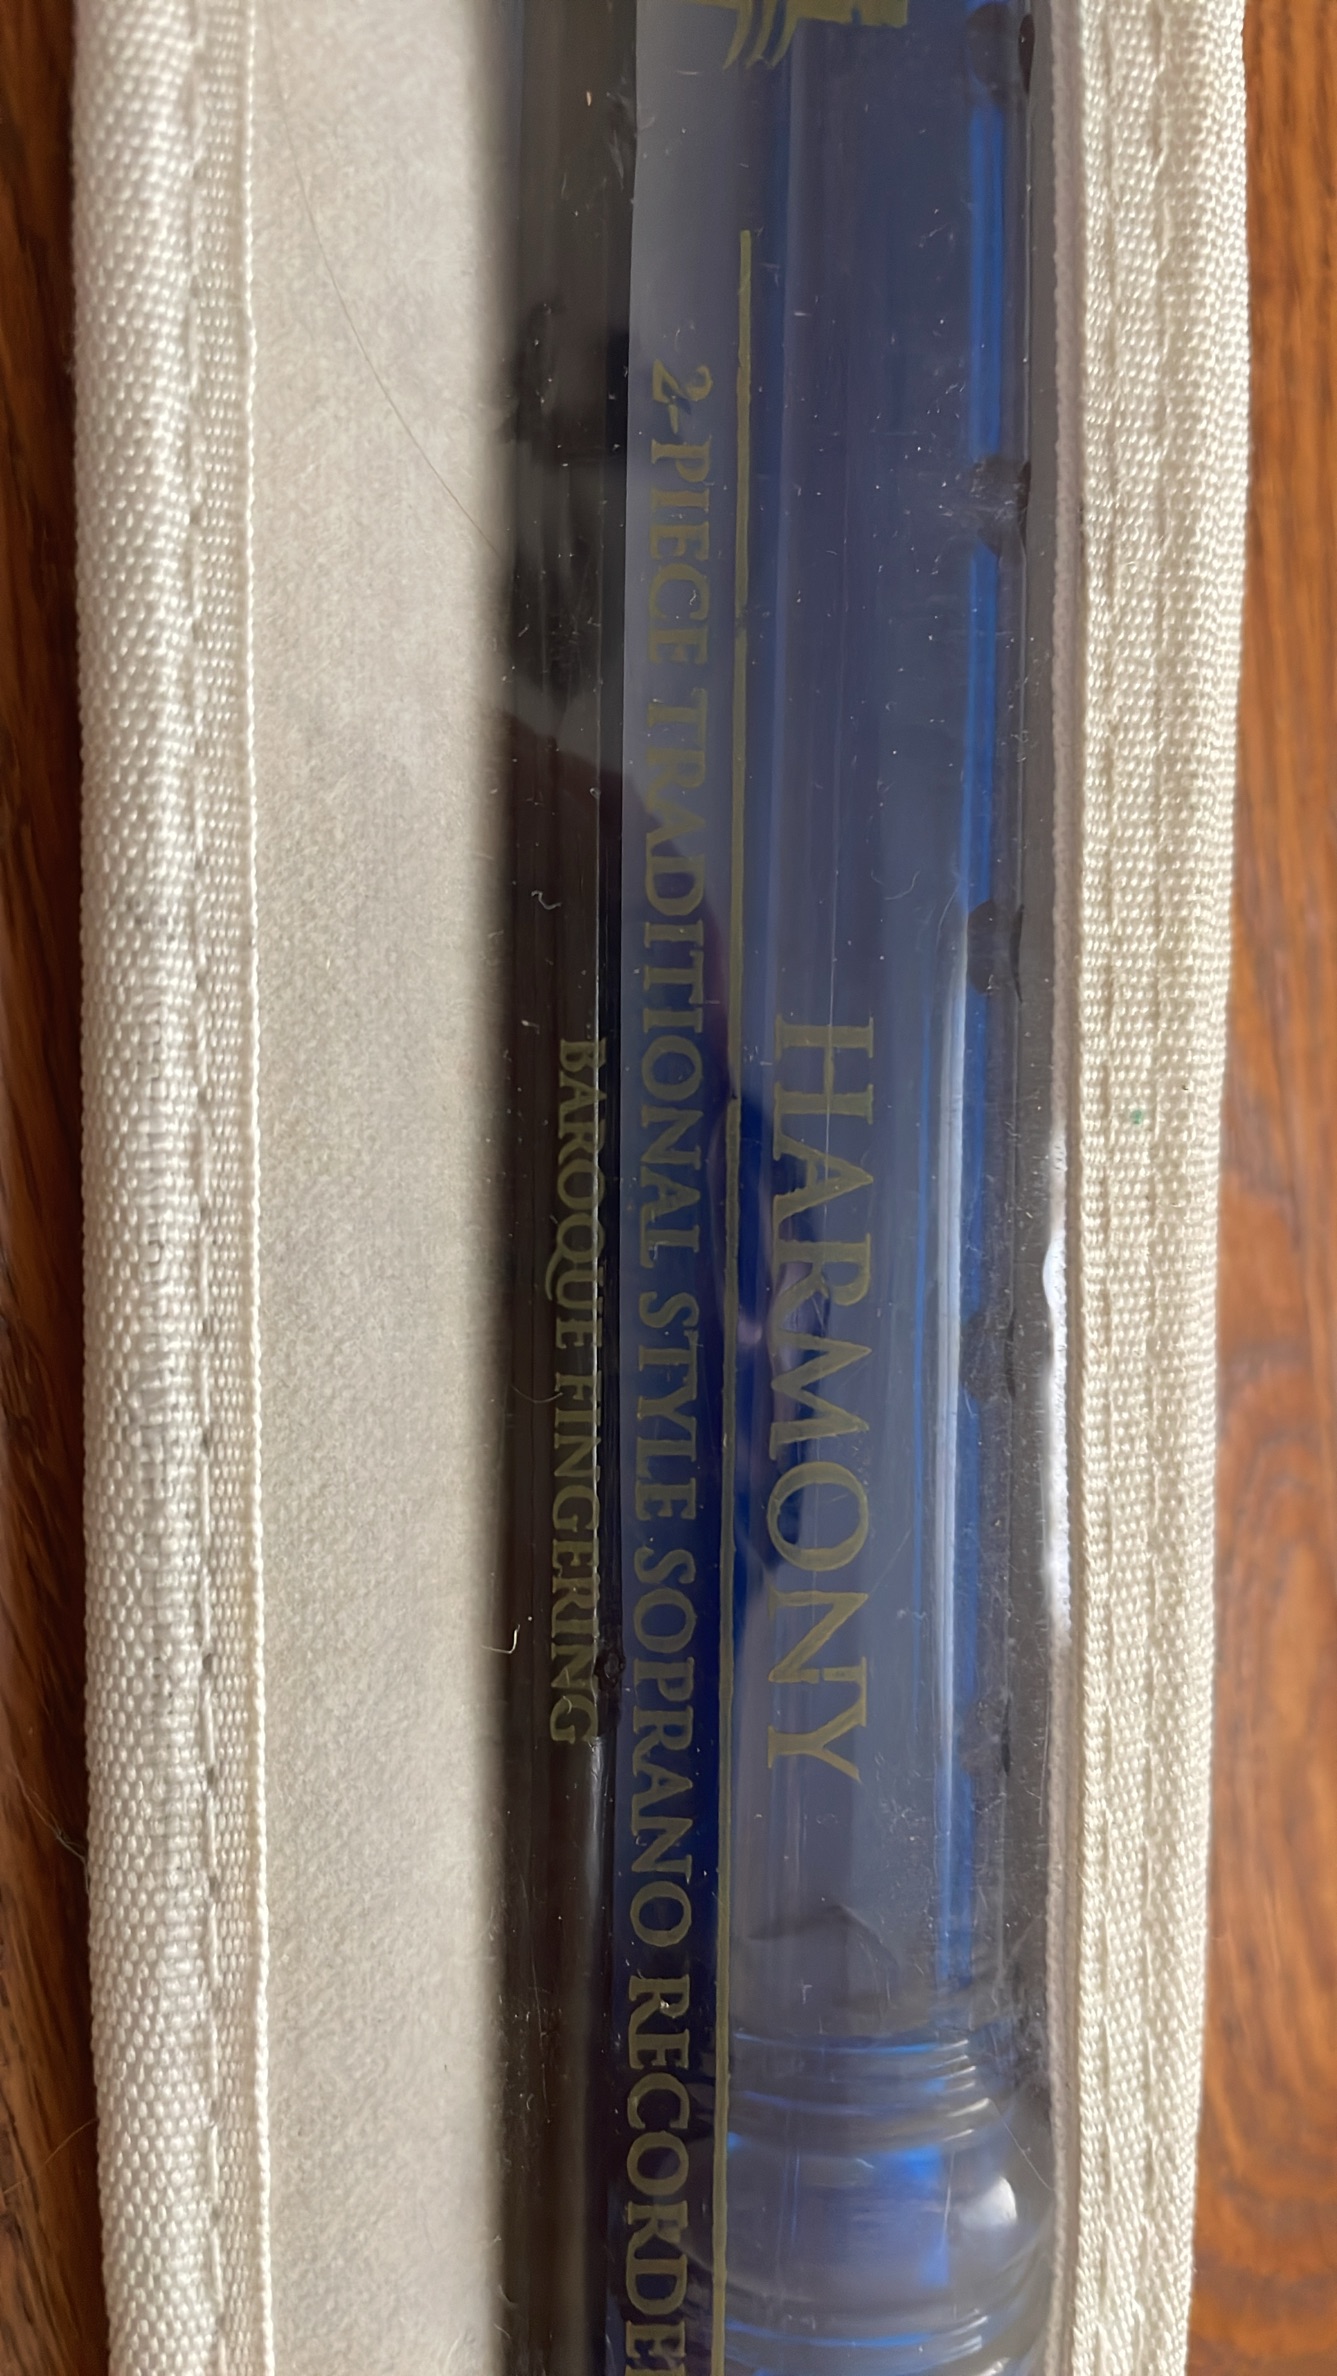 HARMONY
2-PIECE TRADITIONAL STYLE SOPRANO RECORDE
BAROQUE FINGERING